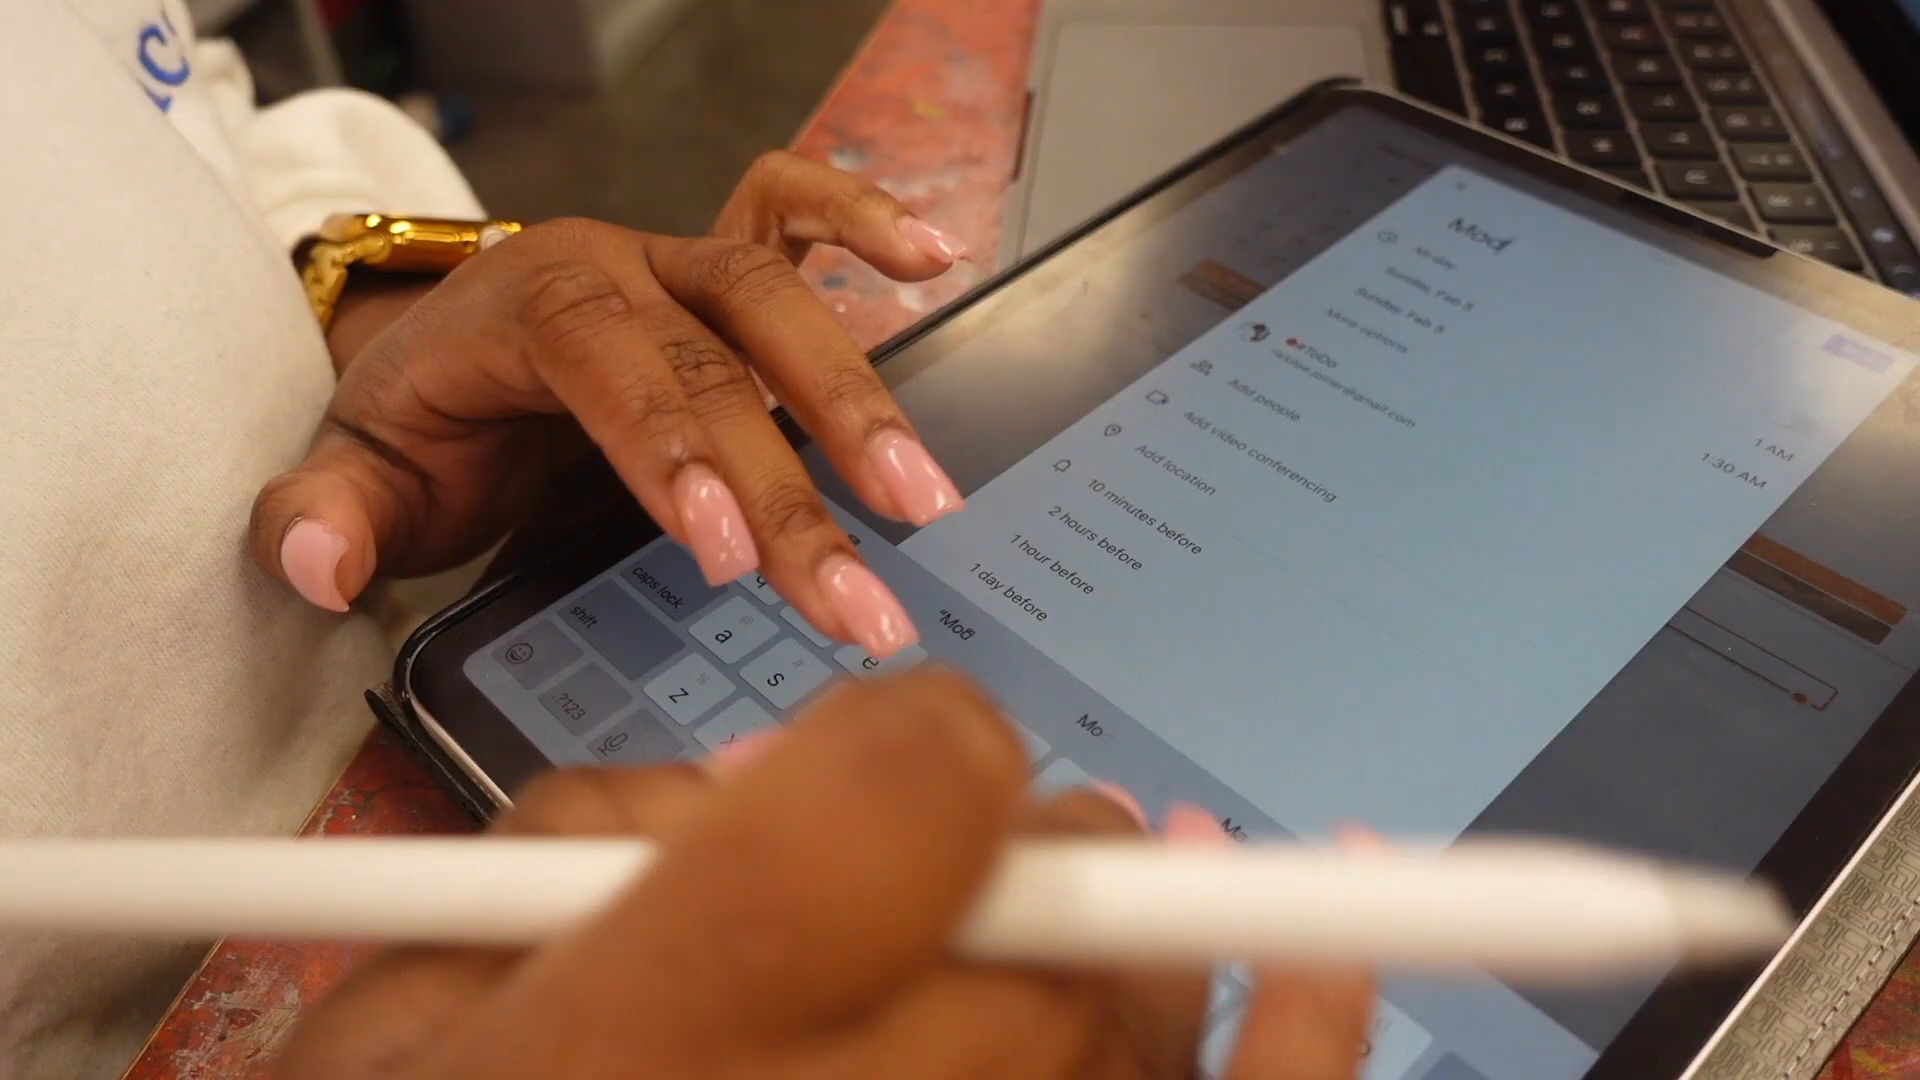 Mod
All-day
Sunday, Feb 5
1 AM
Sunday, Feb 5
1:30 AM
More options
#ToDo
Add people
Add video conferencing
Add location
10 minutes before
2 hours before
1 hour before
1 day before
"Mod
Mo
Ma
caps lock
q
shift
a
s
e
z
x
.?123